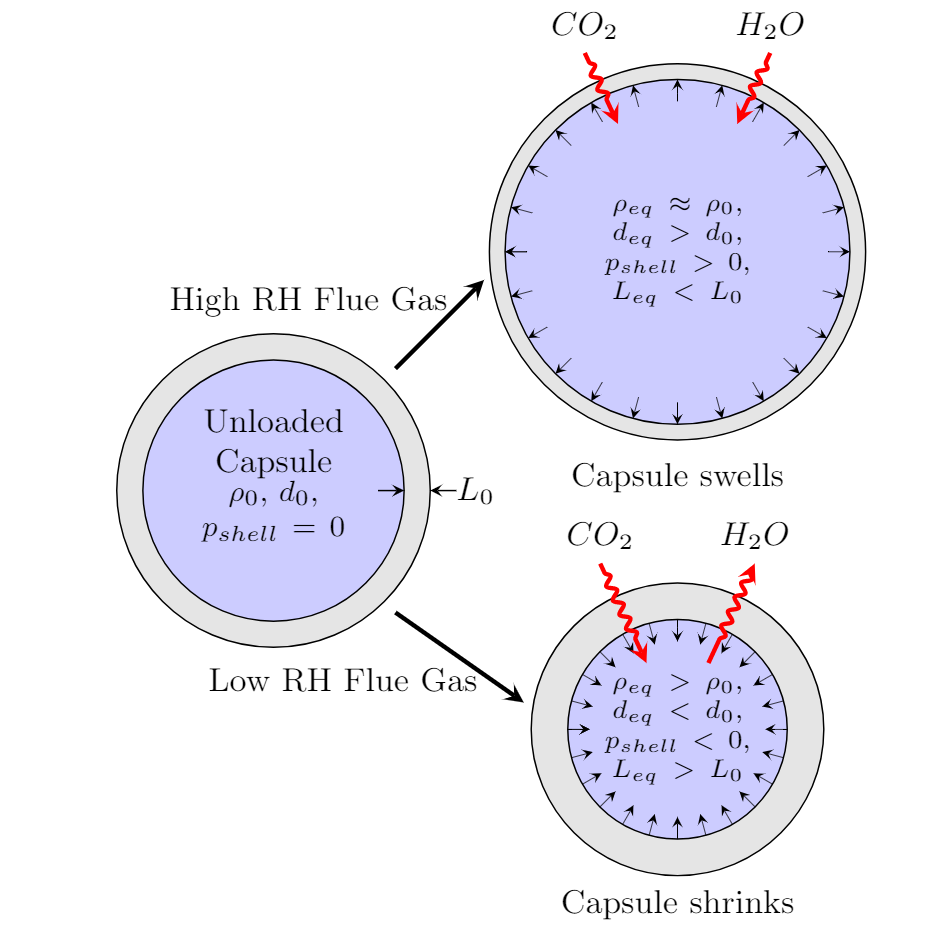 CO₂ H₂O
ρₑq ≈ ρ₀,
dₑq > d₀,
pₛₕₑₗₗ > 0,
Lₑq < L₀
High RH Flue Gas
Capsule swells
Unloaded
Capsule
ρ₀, d₀,
pₛₕₑₗₗ = 0
L₀
CO₂ H₂O
Low RH Flue Gas
ρₑq > ρ₀,
dₑq < d₀,
pₛₕₑₗₗ < 0,
Lₑq > L₀
Capsule shrinks